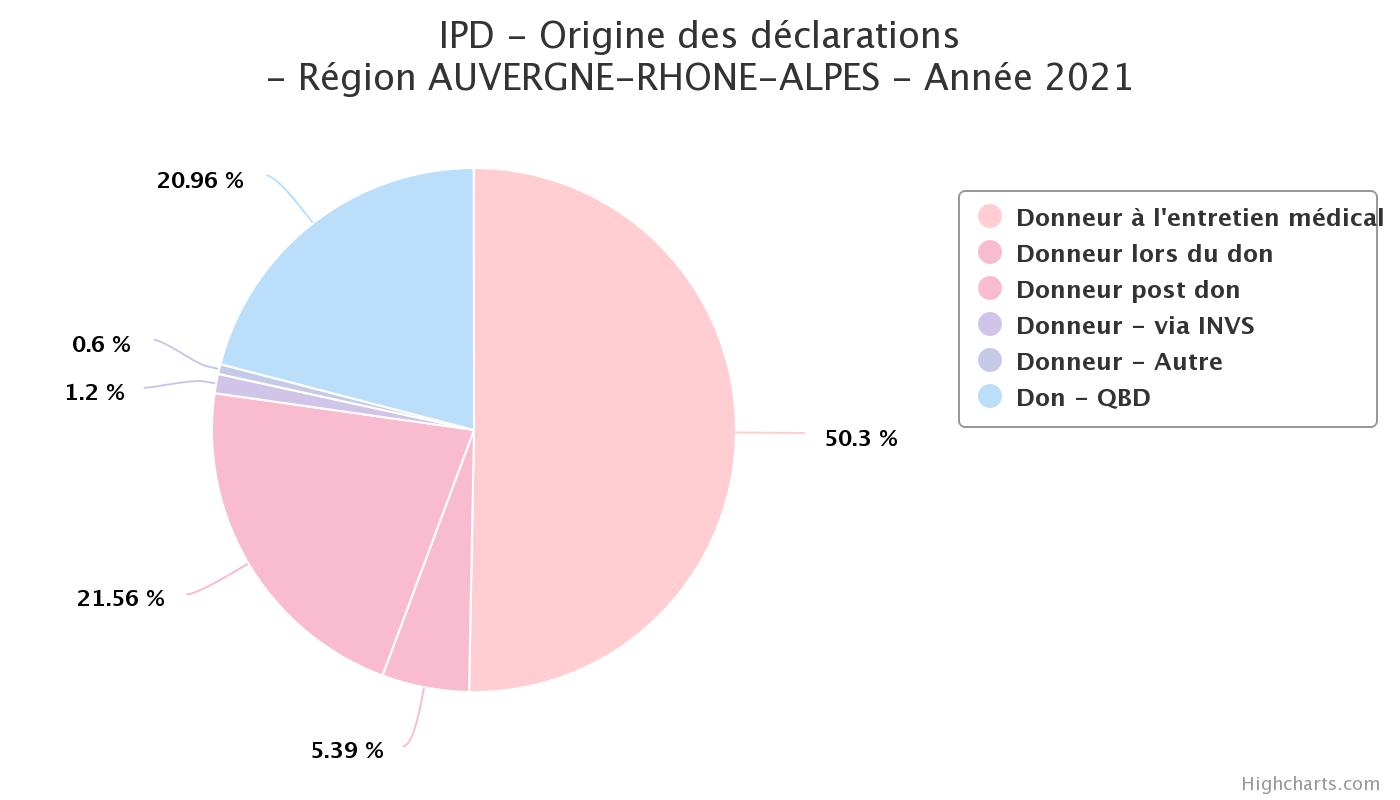 IPD – Origine des déclarations
– Région AUVERGNE–RHONE–ALPES – Année 2021
20.96 %
0.6 %
1.2 %
21.56 %
5.39 %
50.3 %
Donneur à l'entretien médical
Donneur lors du don
Donneur post don
Donneur – via INVS
Donneur – Autre
Don – QBD
Highcharts.com